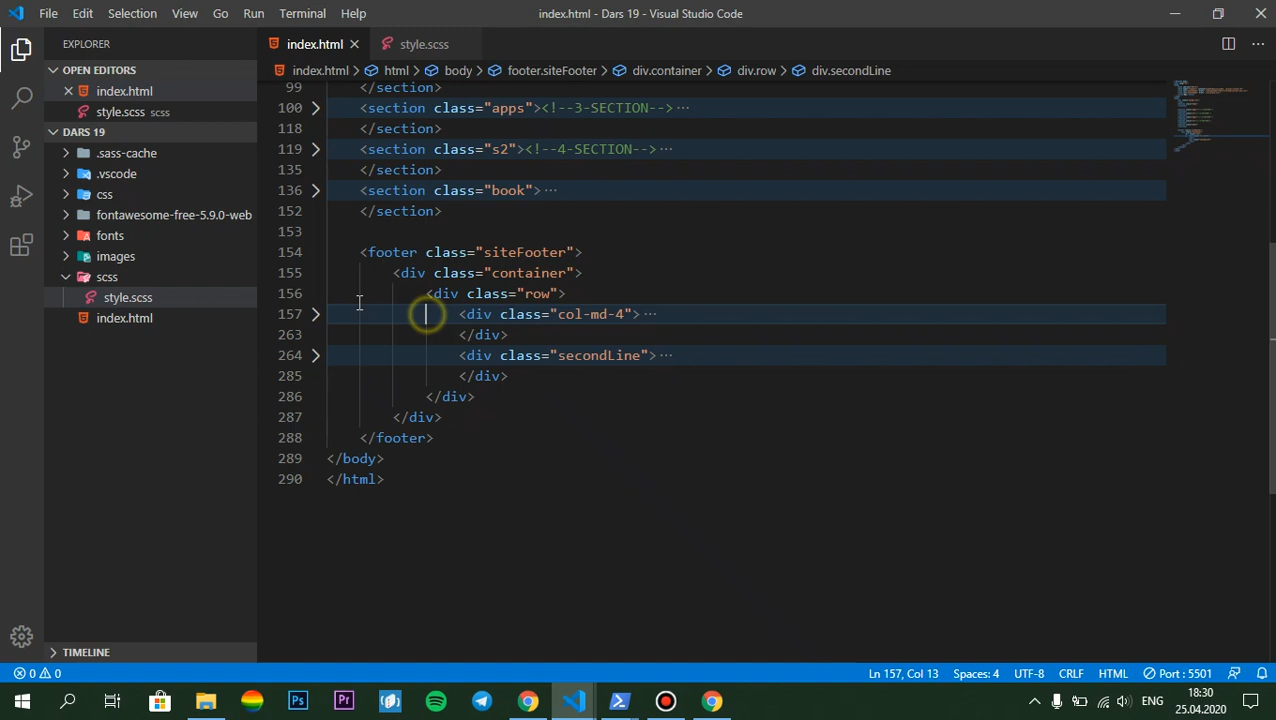 File Edit Selection View Go Run Terminal Help index.html - Dars 19 - Visual Studio Code
EXPLORER
OPEN EDITORS
index.html
style.scss scss
DARS 19
.sass-cache
.vscode
css
fontawesome-free-5.9.0-web
fonts
images
scss
style.scss
index.html
TIMELINE
index.html style.scss
index.html > html > body > footer.siteFooter > div.container > div.row > div.secondLine
99 </section>
100 <section class="apps"><!--3-SECTION-->···
118 </section>
119 <section class="s2"><!--4-SECTION-->···
135 </section>
136 <section class="book">···
152 </section>
153
154 <footer class="siteFooter">
155 <div class="container">
156 <div class="row">
157 <div class="col-md-4">···
263 </div>
264 <div class="secondLine">···
285 </div>
286 </div>
287 </div>
288 </footer>
289 </body>
290 </html>
0 0 Ln 157, Col 13 Spaces: 4 UTF-8 CRLF HTML Port : 5501
Ps Pr ENG 18:30
25.04.2020